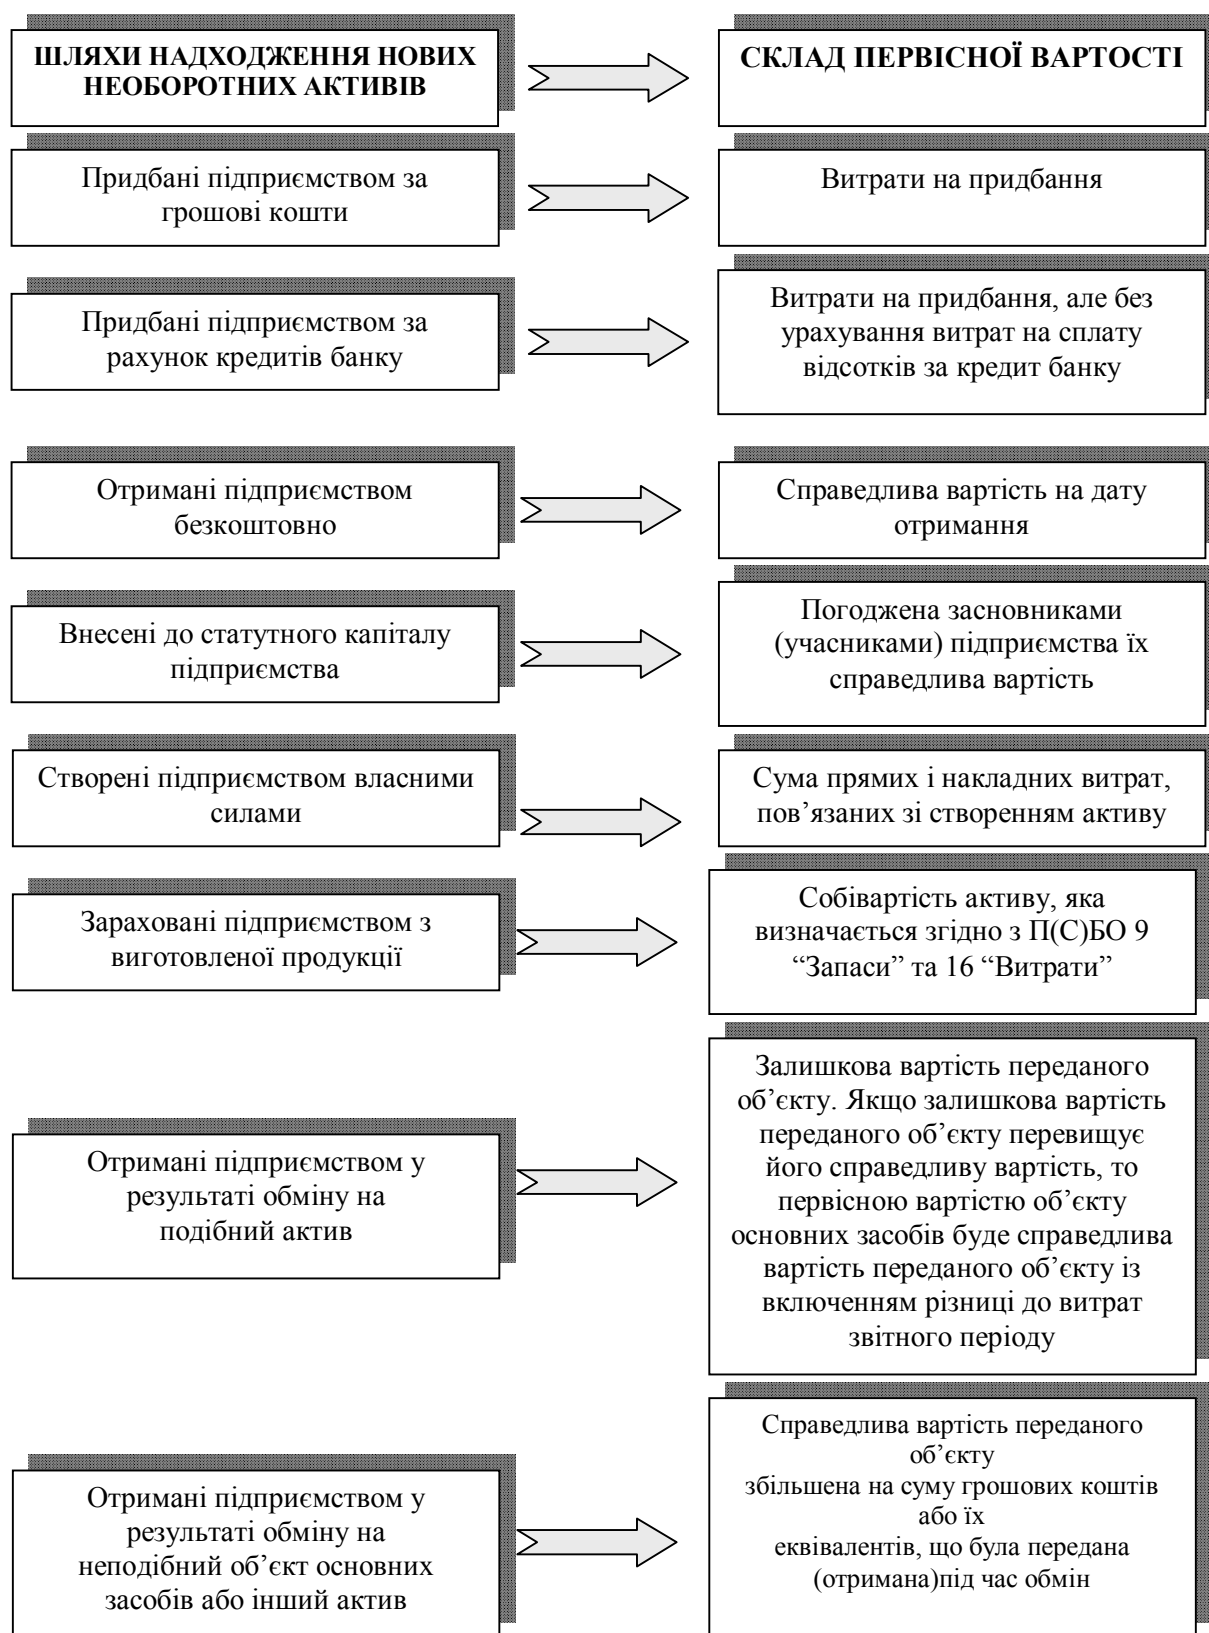 ШЛЯХИ НАДХОДЖЕННЯ НОВИХ
НЕОБОРОТНИХ АКТИВІВ
СКЛАД ПЕРВІСНОЇ ВАРТОСТІ
Придбані підприємством за
грошові кошти
Витрати на придбання
Придбані підприємством за
рахунок кредитів банку
Витрати на придбання, але без
урахування витрат на сплату
відсотків за кредит банку
Отримані підприємством
безкоштовно
Справедлива вартість на дату
отримання
Внесені до статутного капіталу
підприємства
Погоджена засновниками
(учасниками) підприємства їх
справедлива вартість
Створені підприємством власними
силами
Сума прямих і накладних витрат,
пов’язаних зі створенням активу
Зараховані підприємством з
виготовленої продукції
Собівартість активу, яка
визначається згідно з П(С)БО 9
“Запаси” та 16 “Витрати”
Отримані підприємством у
результаті обміну на
подібний актив
Залишкова вартість переданого
об’єкту. Якщо залишкова вартість
переданого об’єкту перевищує
його справедливу вартість, то
первісною вартістю об’єкту
основних засобів буде справедлива
вартість переданого об’єкту із
включенням різниці до витрат
звітного періоду
Отримані підприємством у
результаті обміну на
неподібний об’єкт основних
засобів або інший актив
Справедлива вартість переданого
об’єкту
збільшена на суму грошових коштів
або їх
еквівалентів, що була передана
(отримана)під час обмін